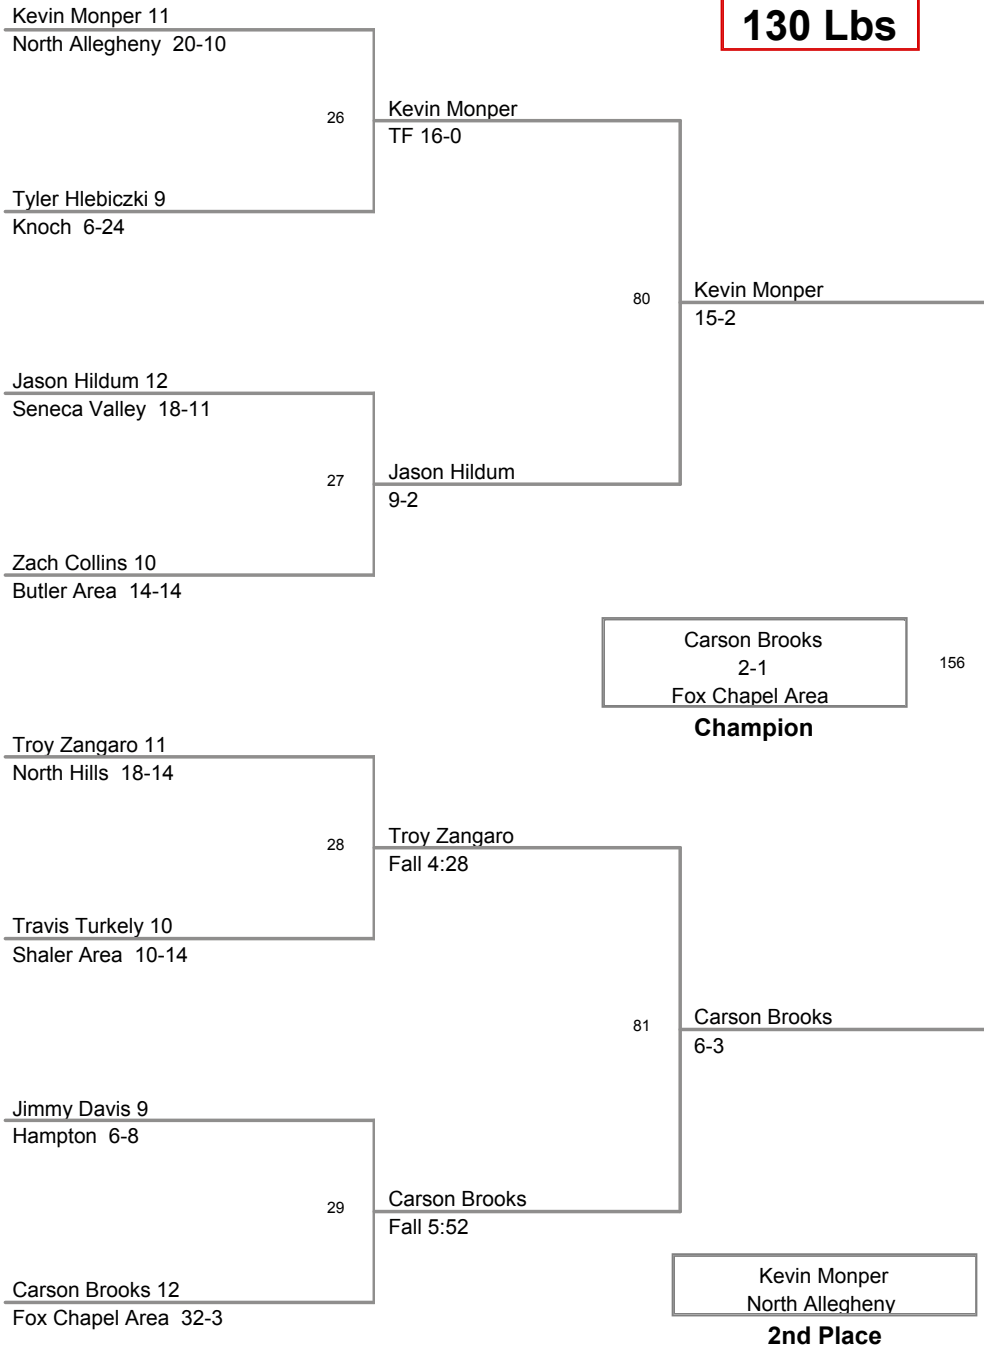 130 Lbs
Kevin Monper 11
North Allegheny  20-10
26
Kevin Monper
TF 16-0
Tyler Hlebiczki 9
Knoch  6-24
80
Kevin Monper
15-2
Jason Hildum 12
Seneca Valley  18-11
27
Jason Hildum
9-2
Zach Collins 10
Butler Area  14-14
Carson Brooks
2-1
Fox Chapel Area
156
Champion
Troy Zangaro 11
North Hills  18-14
28
Troy Zangaro
Fall 4:28
Travis Turkely 10
Shaler Area  10-14
81
Carson Brooks
6-3
Jimmy Davis 9
Hampton  6-8
29
Carson Brooks
Fall 5:52
Carson Brooks 12
Fox Chapel Area  32-3
Kevin Monper
North Allegheny
2nd Place